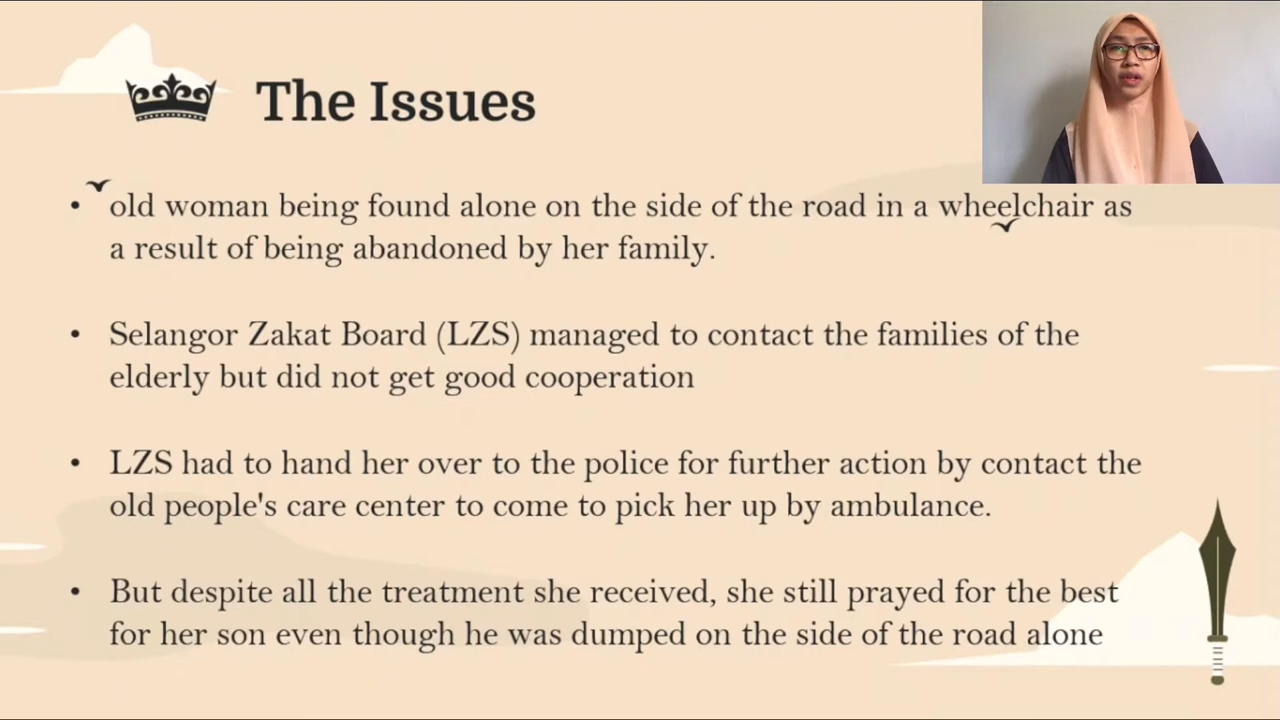 The Issues
• old woman being found alone on the side of the road in a wheelchair as
a result of being abandoned by her family.
• Selangor Zakat Board (LZS) managed to contact the families of the
elderly but did not get good cooperation
• LZS had to hand her over to the police for further action by contact the
old people's care center to come to pick her up by ambulance.
• But despite all the treatment she received, she still prayed for the best
for her son even though he was dumped on the side of the road alone